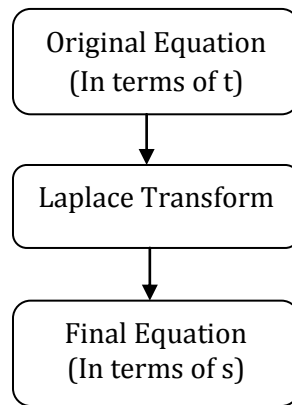 Original Equation
(In terms of t)
Laplace Transform
Final Equation
(In terms of s)